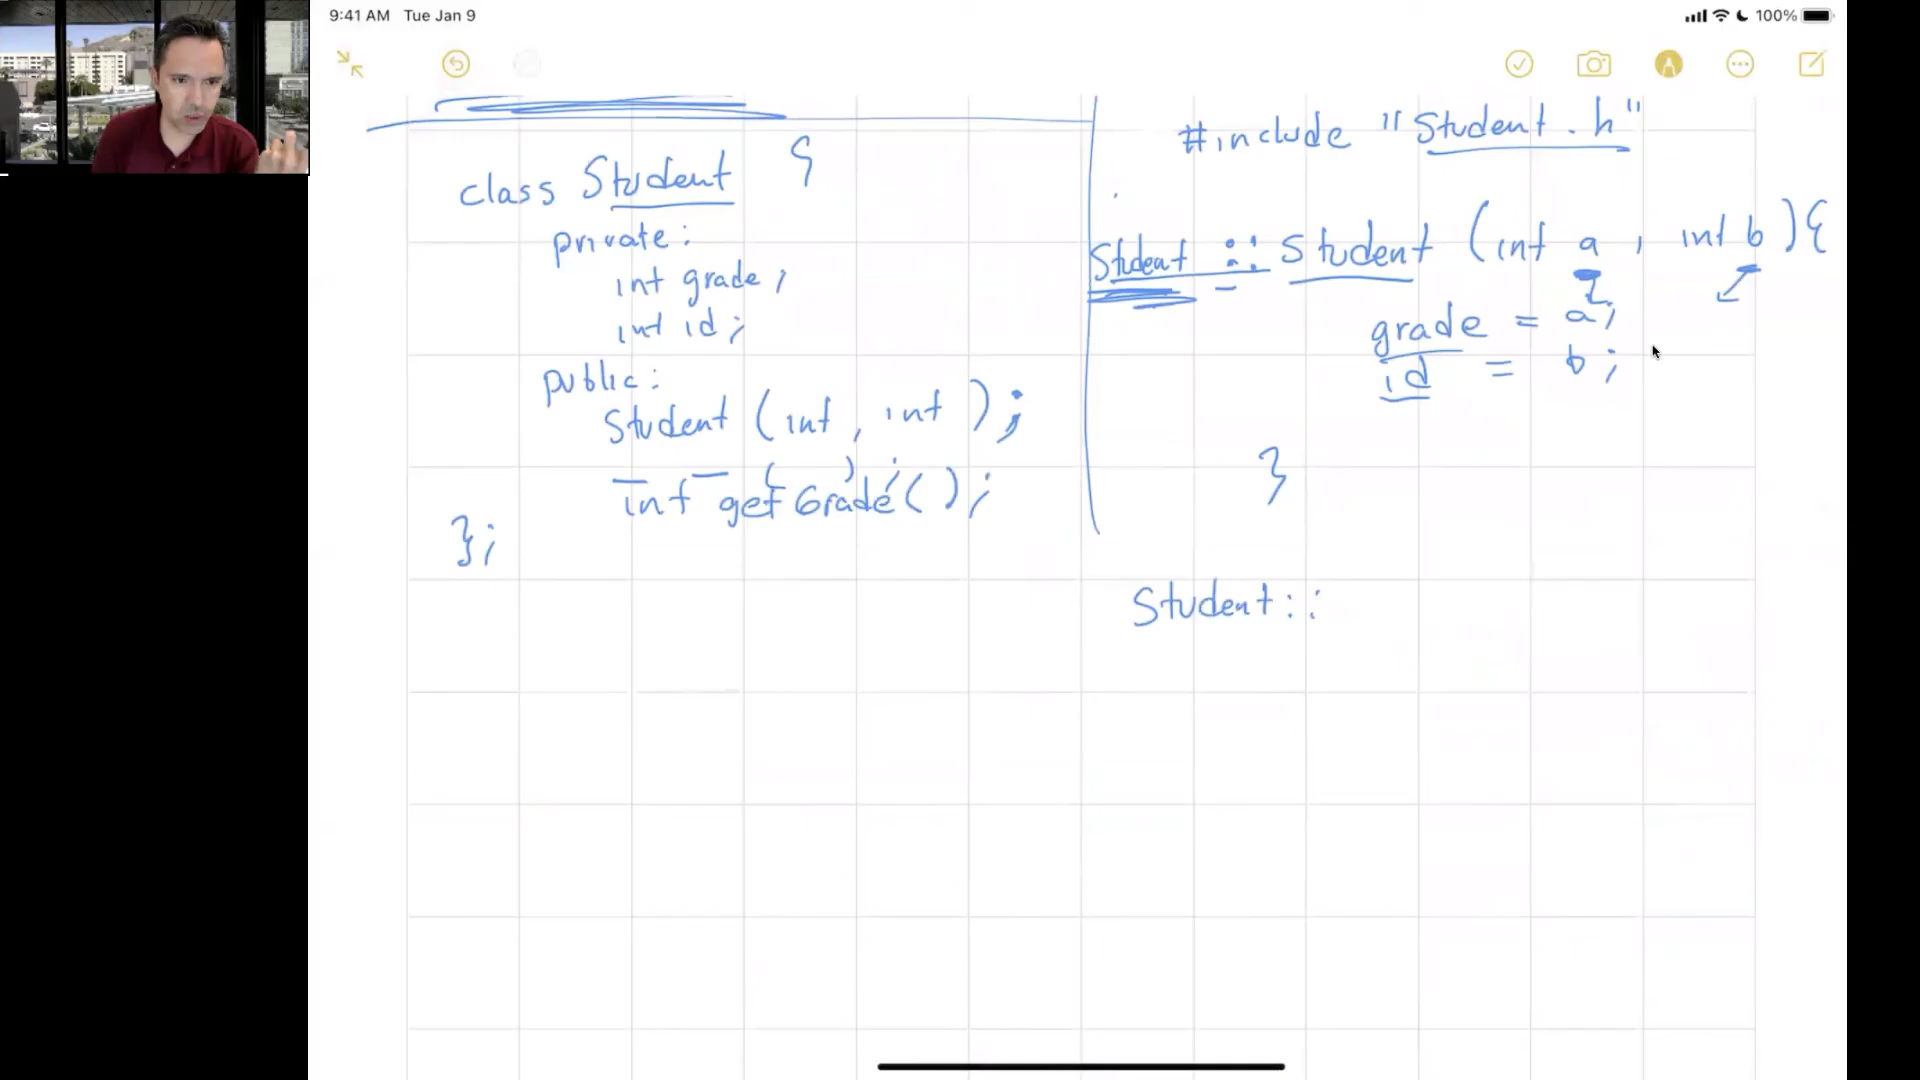 9:41 AM Tue Jan 9
100%
class Student {
private:
int grade;
int id;
public:
Student (int, int);
int getGrade();
};
#include "Student.h"
Student :: Student (int a, int b){
grade = a;
id = b;
}
Student::